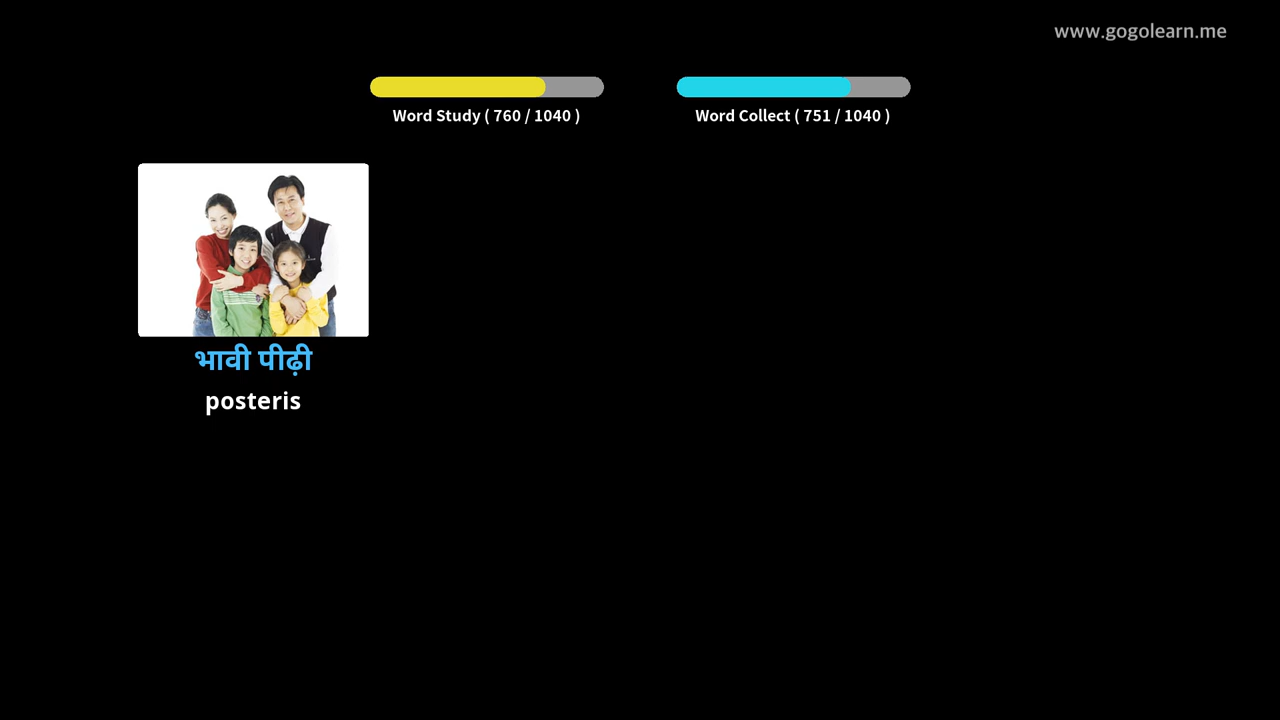 www.gogolearn.me
Word Study ( 760 / 1040 )
Word Collect ( 751 / 1040 )
भावी पीढ़ी
posteris